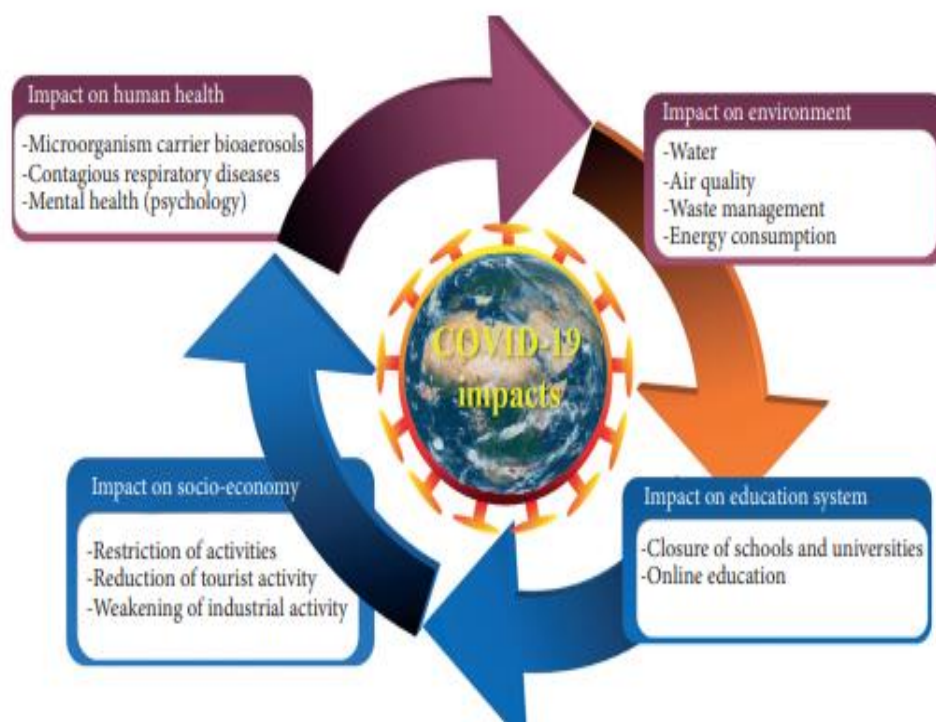 Impact on human health
-Microorganism carrier bioaerosols
-Contagious respiratory diseases
-Mental health (psychology)
Impact on environment
-Water
-Air quality
-Waste management
-Energy consumption
COVID-19
impacts
Impact on socio-economy
-Restriction of activities
-Reduction of tourist activity
-Weakening of industrial activity
Impact on education system
-Closure of schools and universities
-Online education